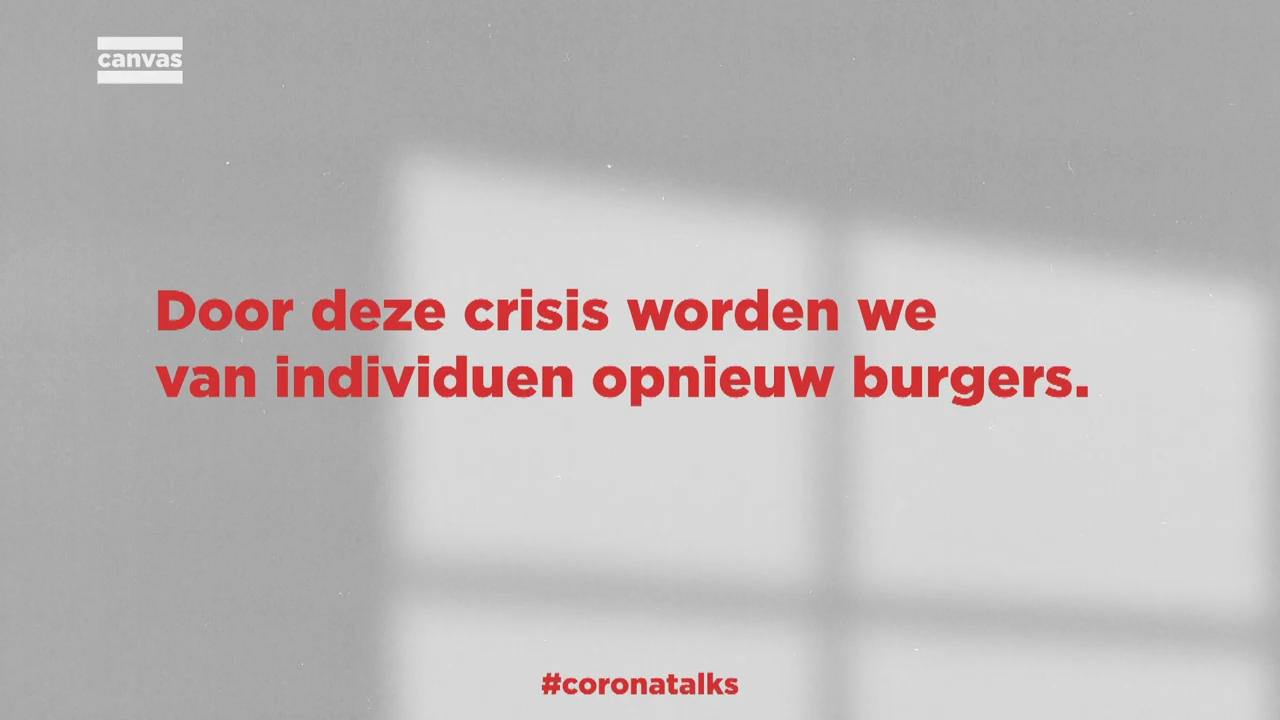 canvas
Door deze crisis worden we
van individuen opnieuw burgers.
#coronatalks